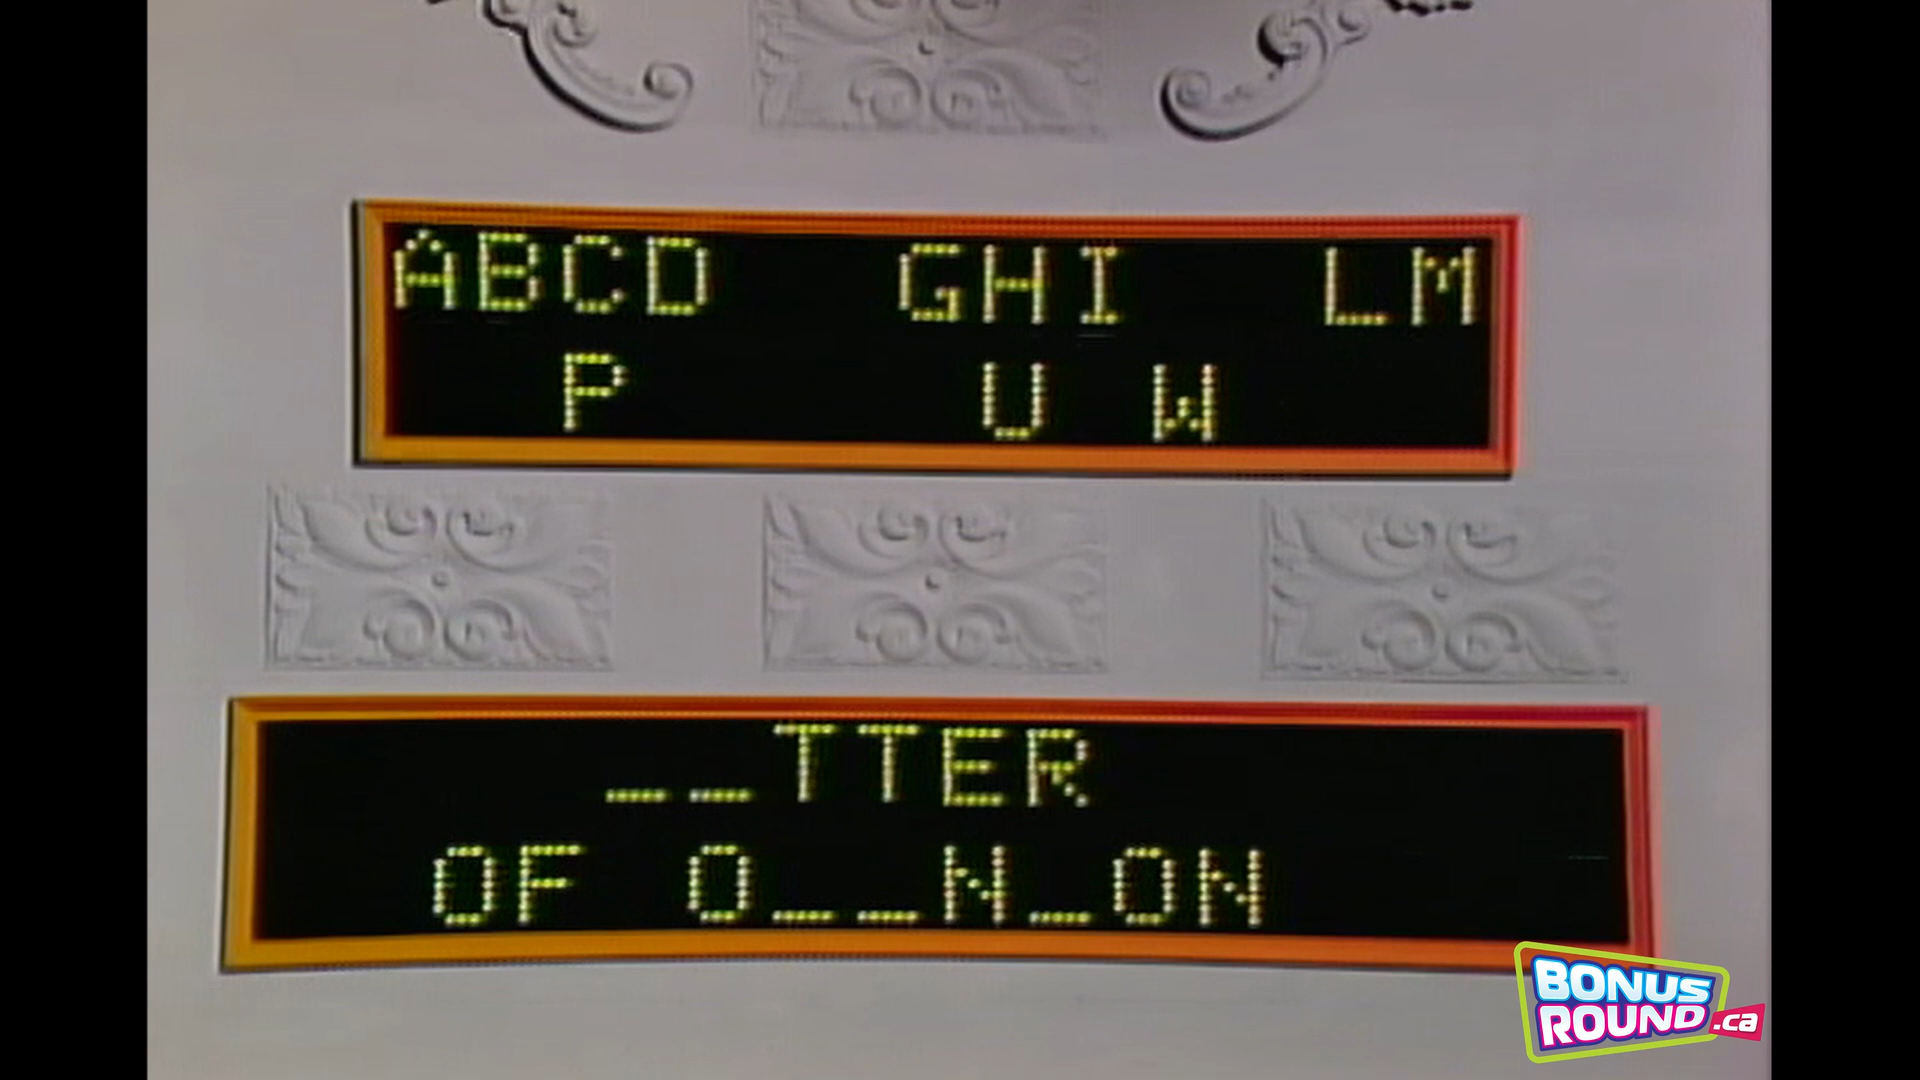 ABCD GHI LM
P U W
__TTER
OF O__N_ON
BONUS
ROUND.ca